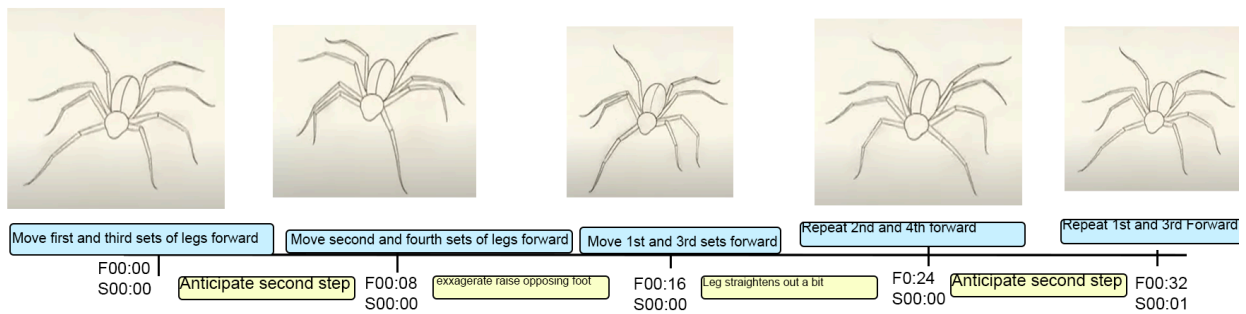 Move first and third sets of legs forward
Move second and fourth sets of legs forward
Move 1st and 3rd sets forward
Repeat 2nd and 4th forward
Repeat 1st and 3rd Forward
F00:00
S00:00
Anticipate second step
F00:08
S00:00
exxagerate raise opposing foot
F00:16
S00:00
Leg straightens out a bit
F0:24
S00:00
Anticipate second step
F00:32
S00:01